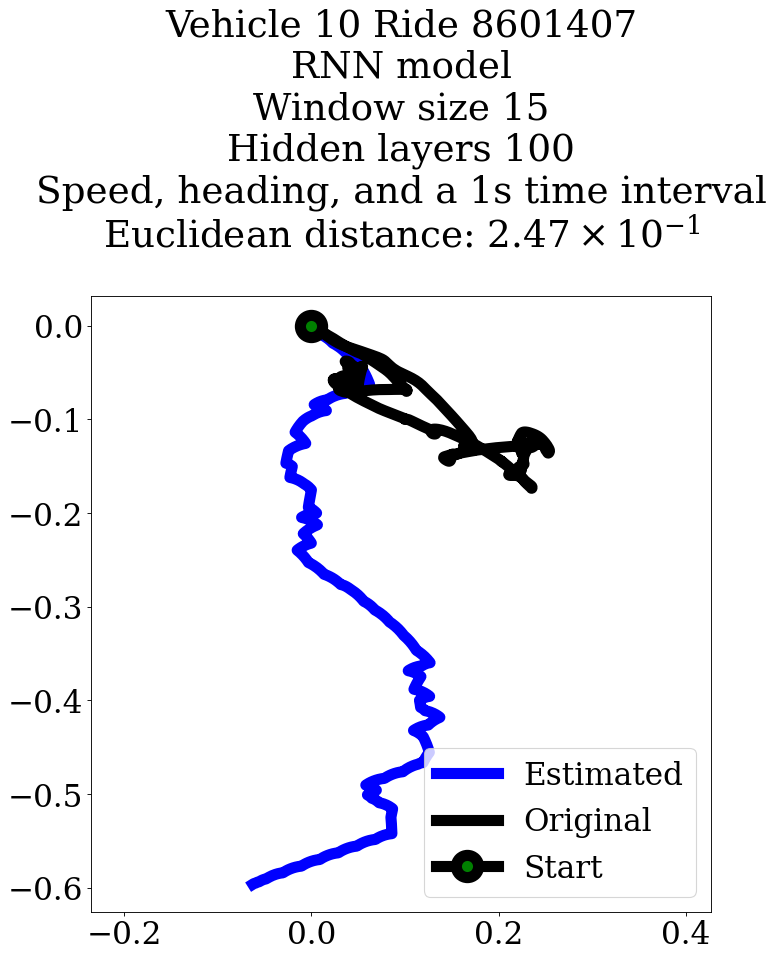 Vehicle 10 Ride 8601407
RNN model
Window size 15
Hidden layers 100
Speed, heading, and a 1s time interval
Euclidean distance: 2.47 × 10⁻¹
0.0
−0.1
−0.2
−0.3
−0.4
−0.5
−0.6
Estimated
Original
Start
−0.2 0.0 0.2 0.4